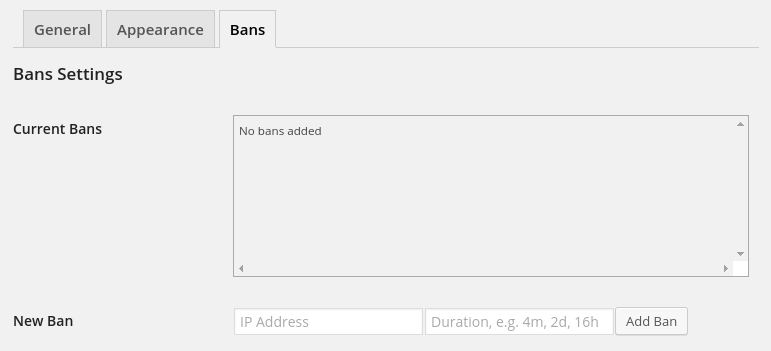 General Appearance Bans
Bans Settings
Current Bans
No bans added
New Ban IP Address Duration, e.g. 4m, 2d, 16h Add Ban